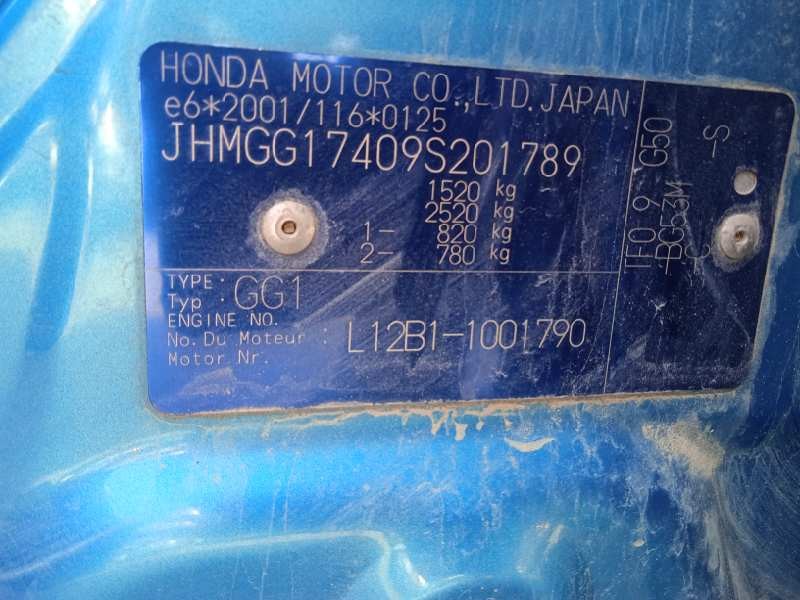 HONDA MOTOR CO.,LTD.JAPAN
e6*2001/116*0125
JHMGG17409S201789
1520 kg
2520 kg
1- 820 kg
2- 780 kg
TYPE:
Typ : GG1
ENGINE NO.
No. Du Moteur : L12B1-1001790
Motor Nr.
TF0 9 G50
-BG53M -S
C